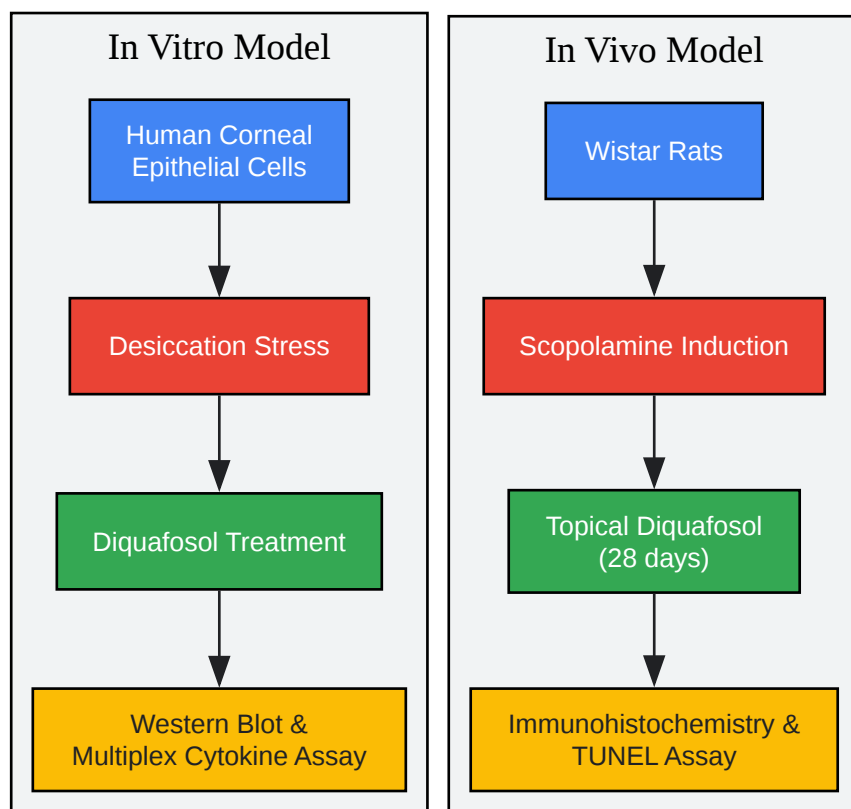 In Vitro Model
Human Corneal
Epithelial Cells
Desiccation Stress
Diquafosol Treatment
Western Blot &
Multiplex Cytokine Assay
In Vivo Model
Wistar Rats
Scopolamine Induction
Topical Diquafosol
(28 days)
Immunohistochemistry &
TUNEL Assay